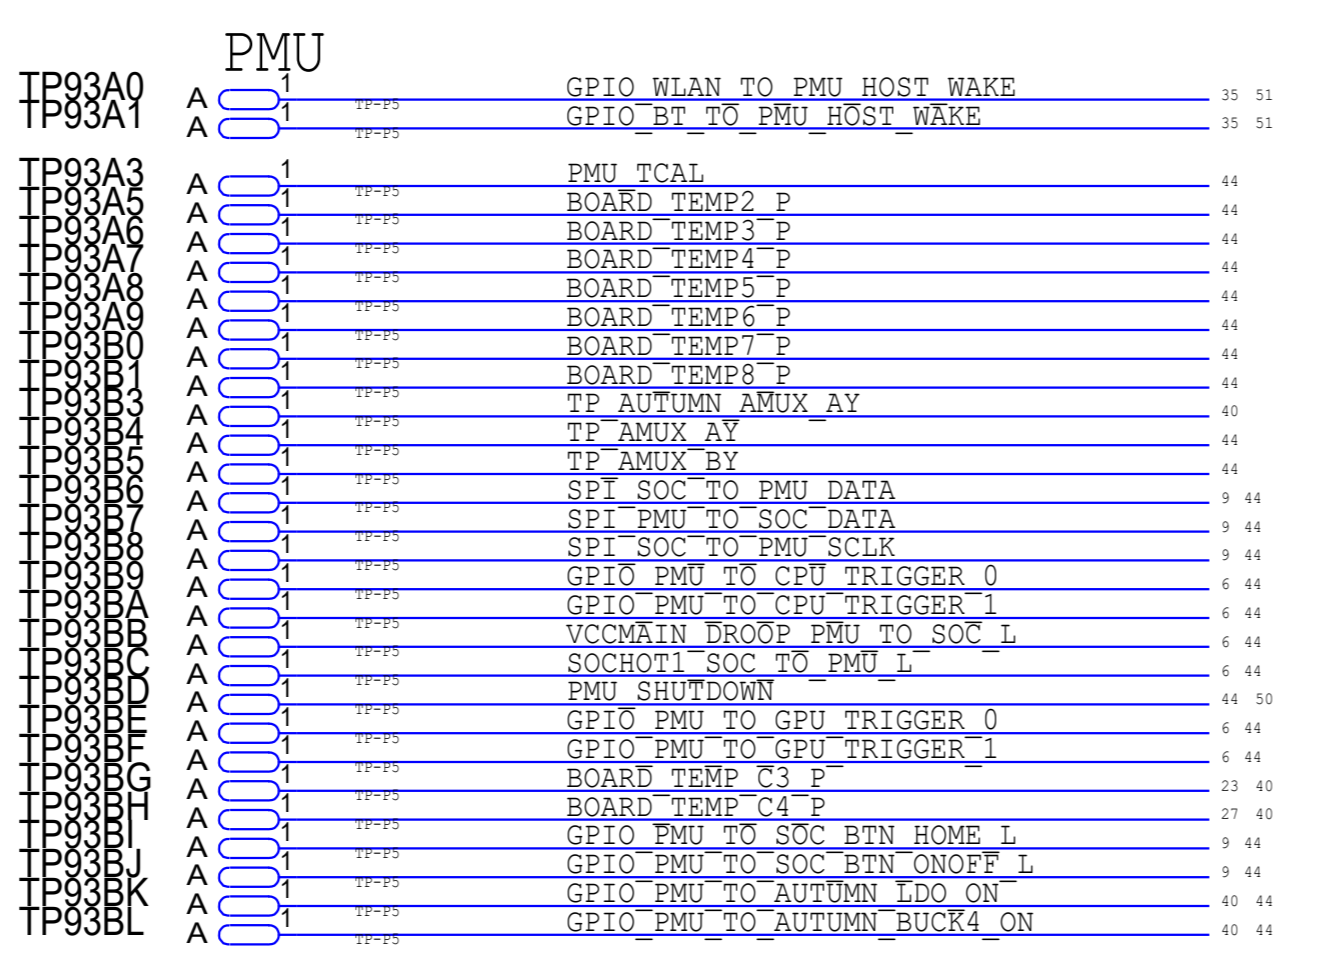 PMU
TP93A0 A 1 TP-P5 GPIO_WLAN_TO_PMU_HOST_WAKE 35 51
TP93A1 A TP-P5 GPIO_BT_TO_PMU_HOST_WAKE 35 51
TP93A3 A 1 TP-P5 PMU_TCAL 44
TP93A5 A 1 TP-P5 BOARD_TEMP2_P 44
TP93A6 A 1 TP-P5 BOARD_TEMP3_P 44
TP93A7 A 1 TP-P5 BOARD_TEMP4_P 44
TP93A8 A 1 TP-P5 BOARD_TEMP5_P 44
TP93A9 A 1 TP-P5 BOARD_TEMP6_P 44
TP93B0 A 1 TP-P5 BOARD_TEMP7_P 44
TP93B1 A 1 TP-P5 BOARD_TEMP8_P 44
TP93B3 A 1 TP-P5 TP_AUTUMN_AMUX_AY 40
TP93B4 A 1 TP-P5 TP_AMUX_AY 44
TP93B5 A 1 TP-P5 TP_AMUX_BY 44
TP93B6 A 1 TP-P5 SPI_SOC_TO_PMU_DATA 9 44
TP93B7 A 1 TP-P5 SPI_PMU_TO_SOC_DATA 9 44
TP93B8 A 1 TP-P5 SPI_SOC_TO_PMU_SCLK 9 44
TP93B9 A 1 TP-P5 GPIO_PMU_TO_CPU_TRIGGER_0 6 44
TP93BA A 1 TP-P5 GPIO_PMU_TO_CPU_TRIGGER_1 6 44
TP93BB A 1 TP-P5 VCCMAIN_DROOP_PMU_TO_SOC_L 6 44
TP93BC A 1 TP-P5 SOCHOT1_SOC_TO_PMU_L 6 44
TP93BD A 1 TP-P5 PMU_SHUTDOWN 44 50
TP93BE A 1 TP-P5 GPIO_PMU_TO_GPU_TRIGGER_0 6 44
TP93BF A 1 TP-P5 GPIO_PMU_TO_GPU_TRIGGER_1 6 44
TP93BG A 1 TP-P5 BOARD_TEMP_C3_P 23 40
TP93BH A 1 TP-P5 BOARD_TEMP_C4_P 27 40
TP93BI A 1 TP-P5 GPIO_PMU_TO_SOC_BTN_HOME_L 9 44
TP93BJ A 1 TP-P5 GPIO_PMU_TO_SOC_BTN_ONOFF_L 9 44
TP93BK A 1 TP-P5 GPIO_PMU_TO_AUTUMN_LDO_ON 40 44
TP93BL A 1 TP-P5 GPIO_PMU_TO_AUTUMN_BUCK4_ON 40 44